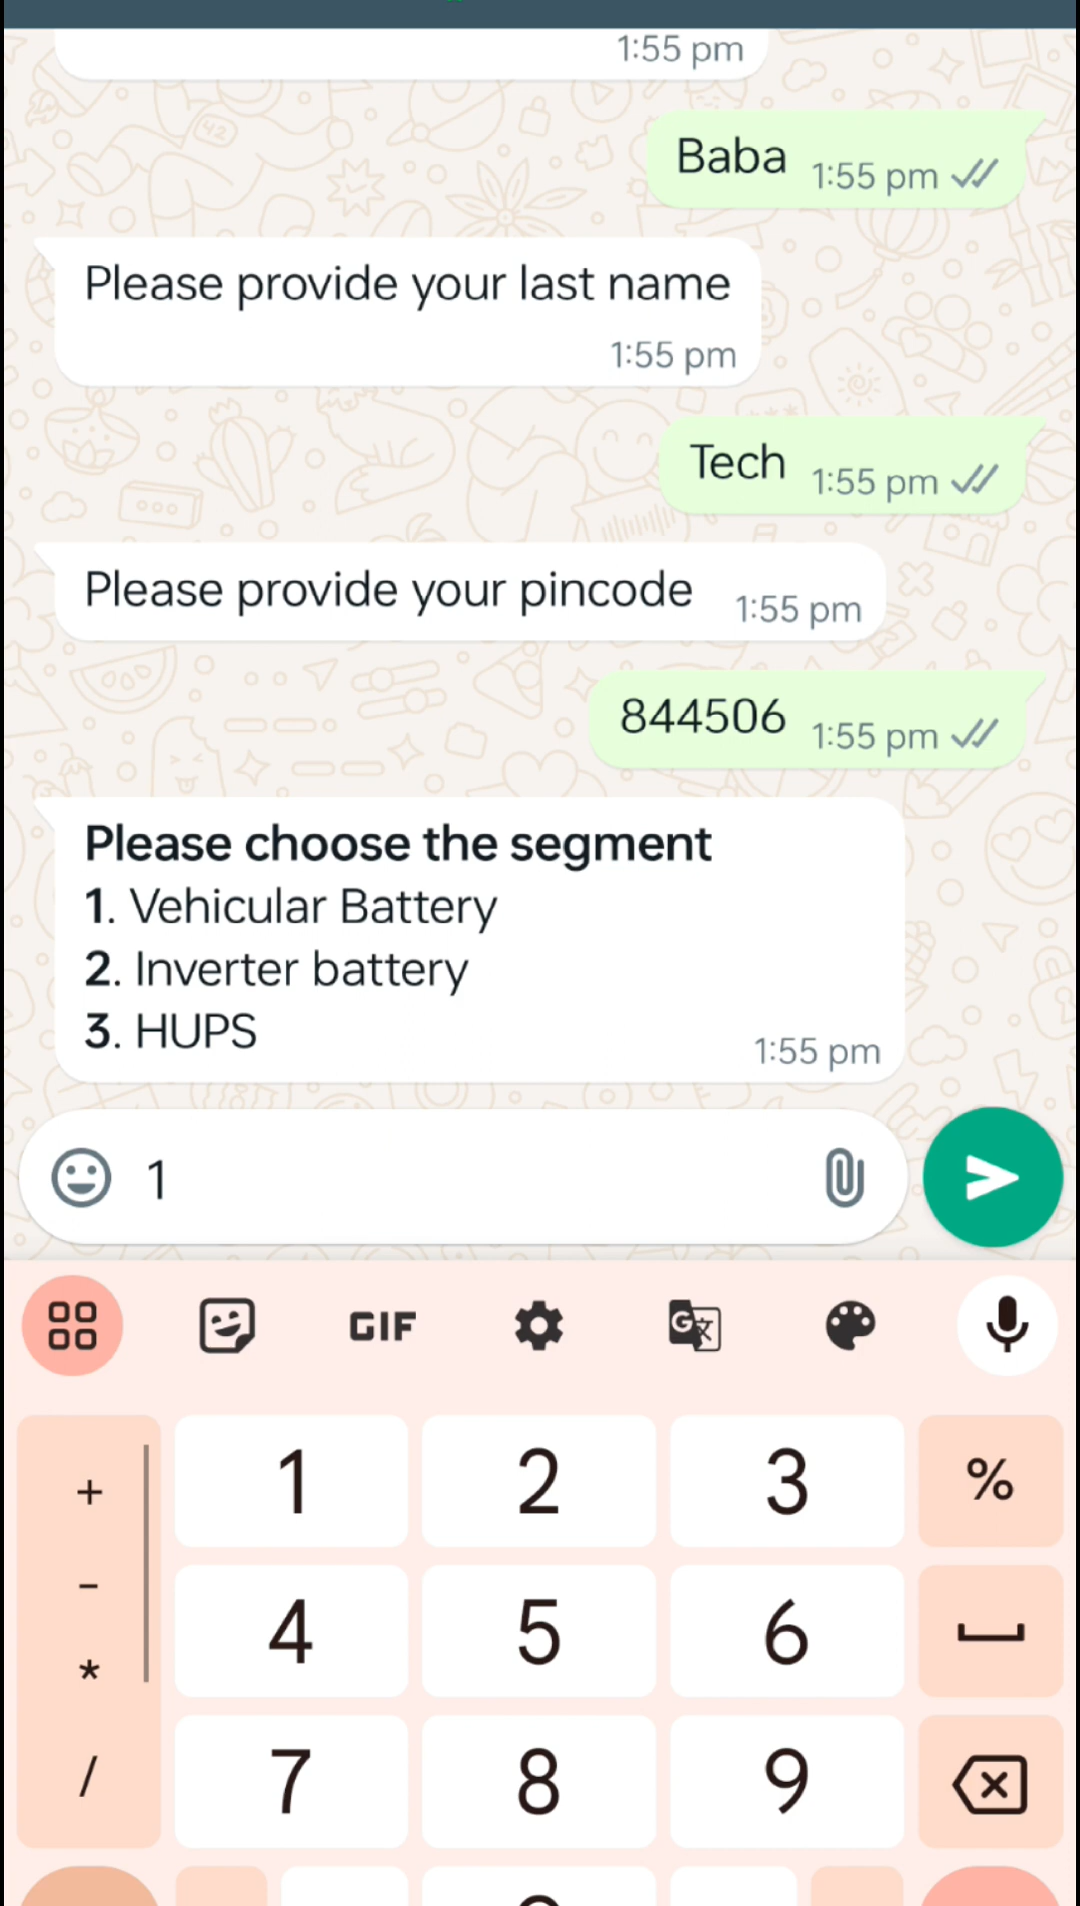 1:55 pm
Baba 1:55 pm
Please provide your last name
1:55 pm
Tech 1:55 pm
Please provide your pincode 1:55 pm
844506 1:55 pm
Please choose the segment
1. Vehicular Battery
2. Inverter battery
3. HUPS
1:55 pm
1
GIF
+ 1 2 3 %
- 4 5 6
*
/ 7 8 9